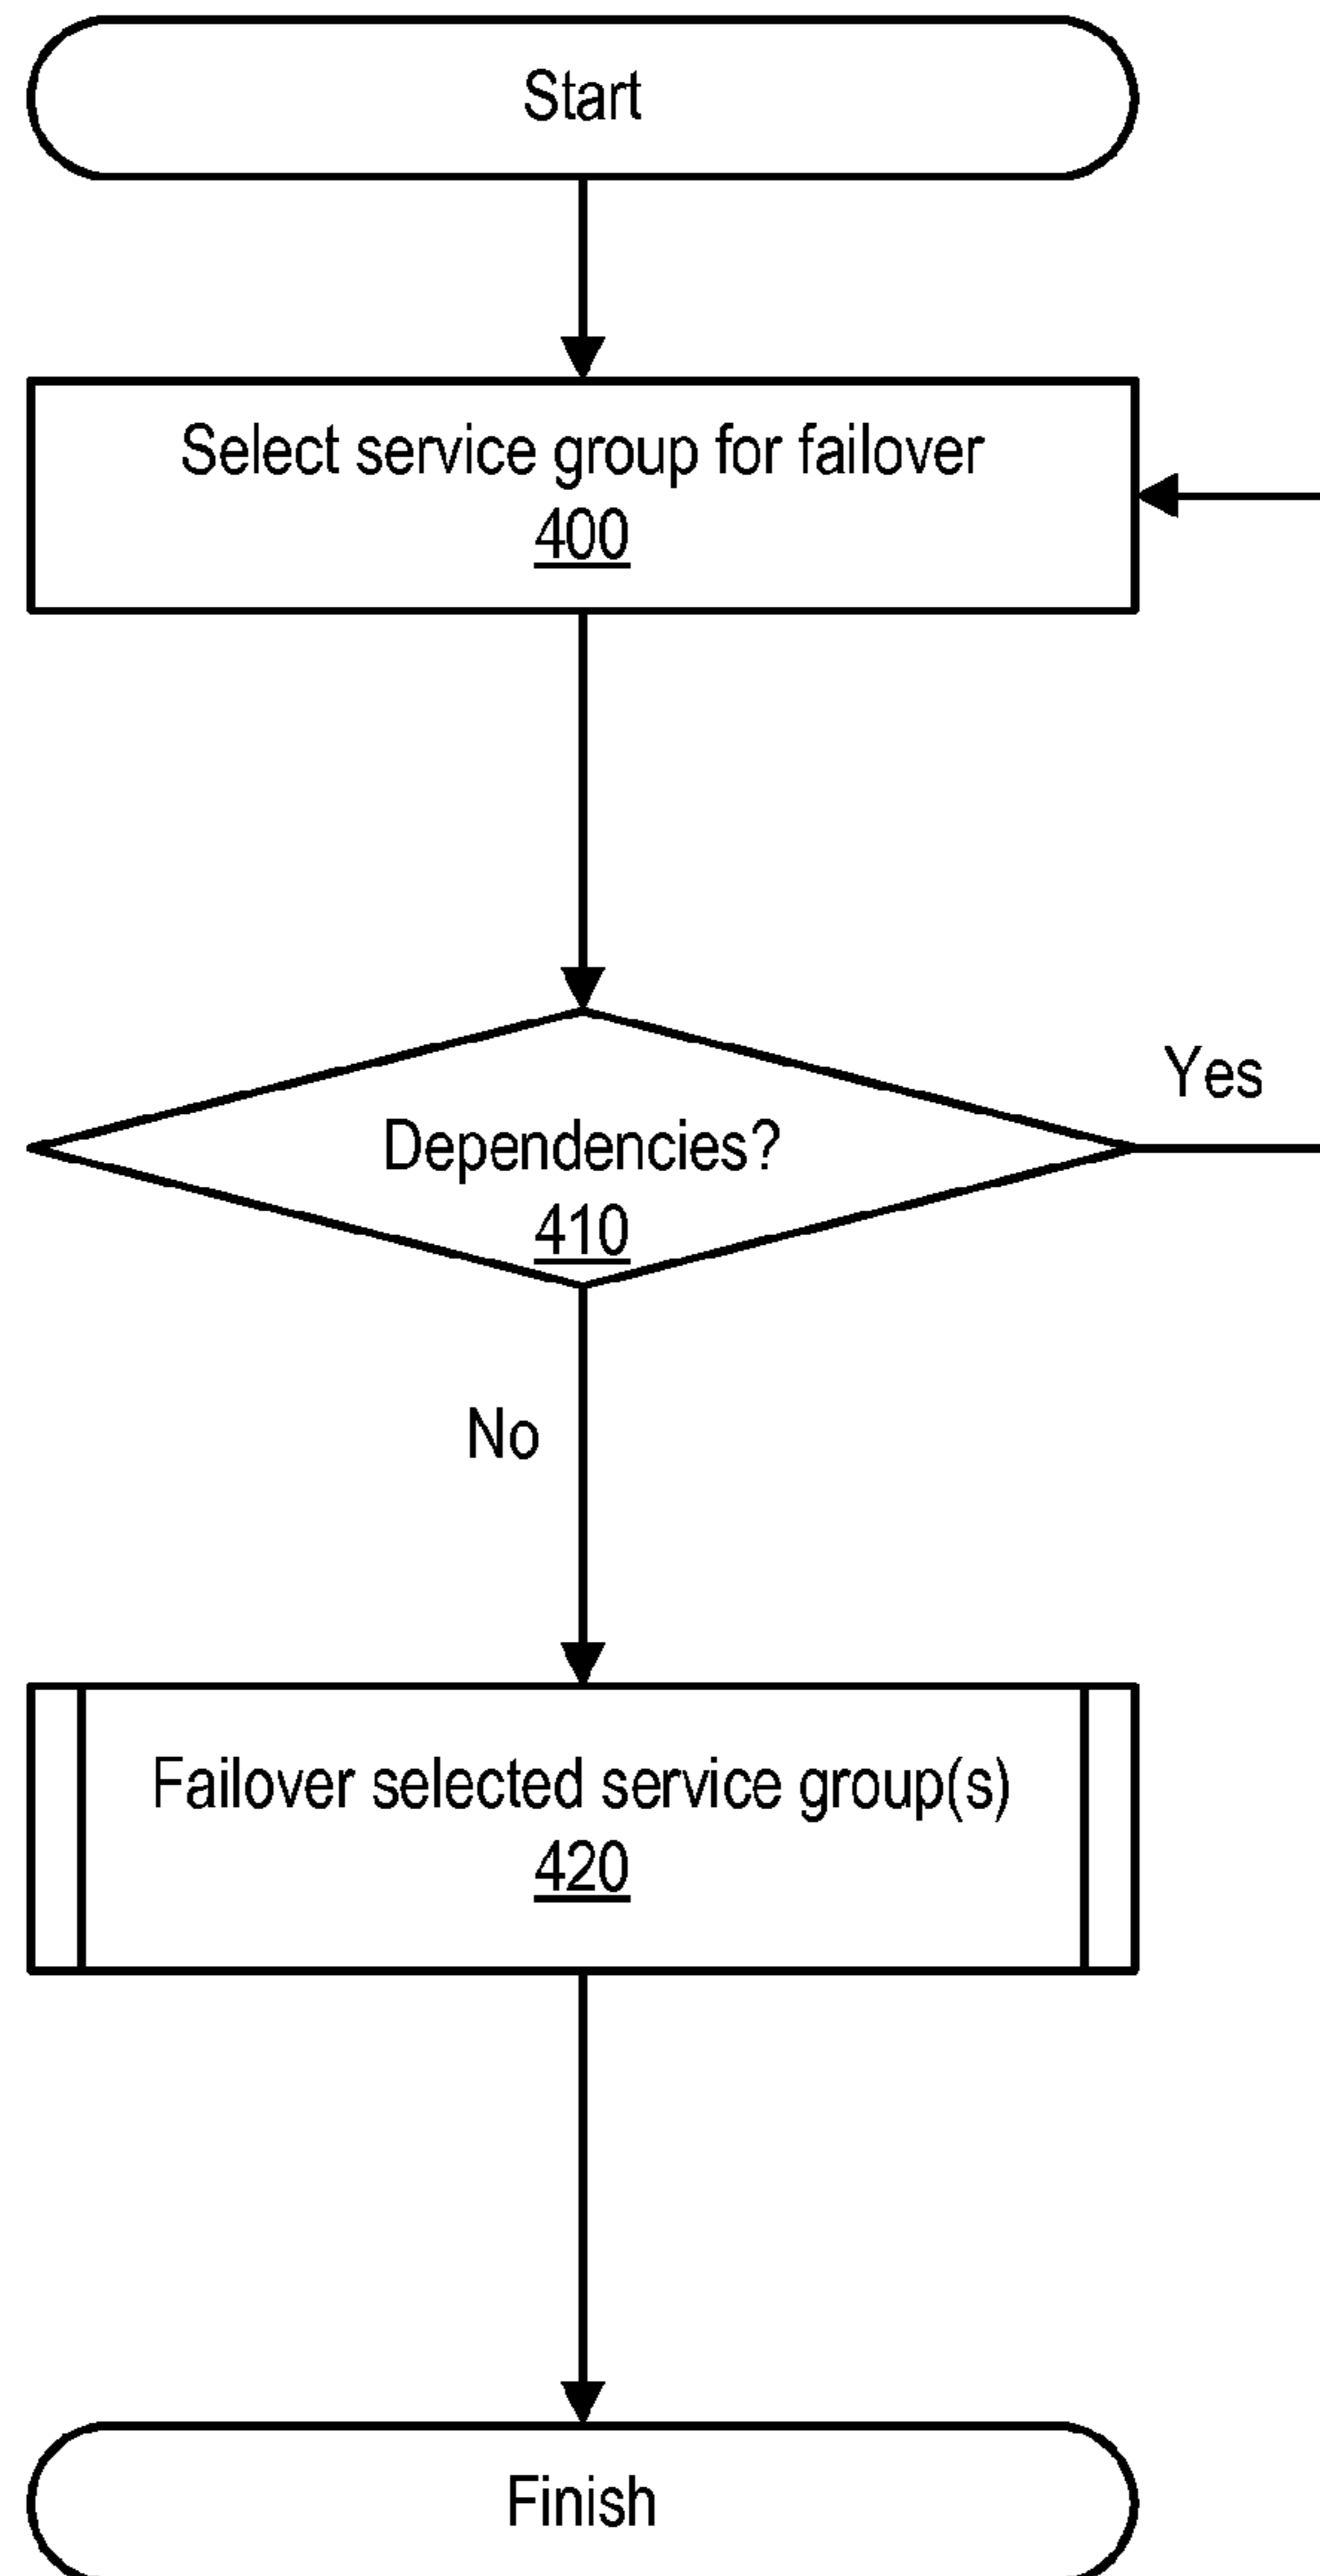 Start
Select service group for failover
400
Dependencies?
410
Yes
No
Failover selected service group(s)
420
Finish